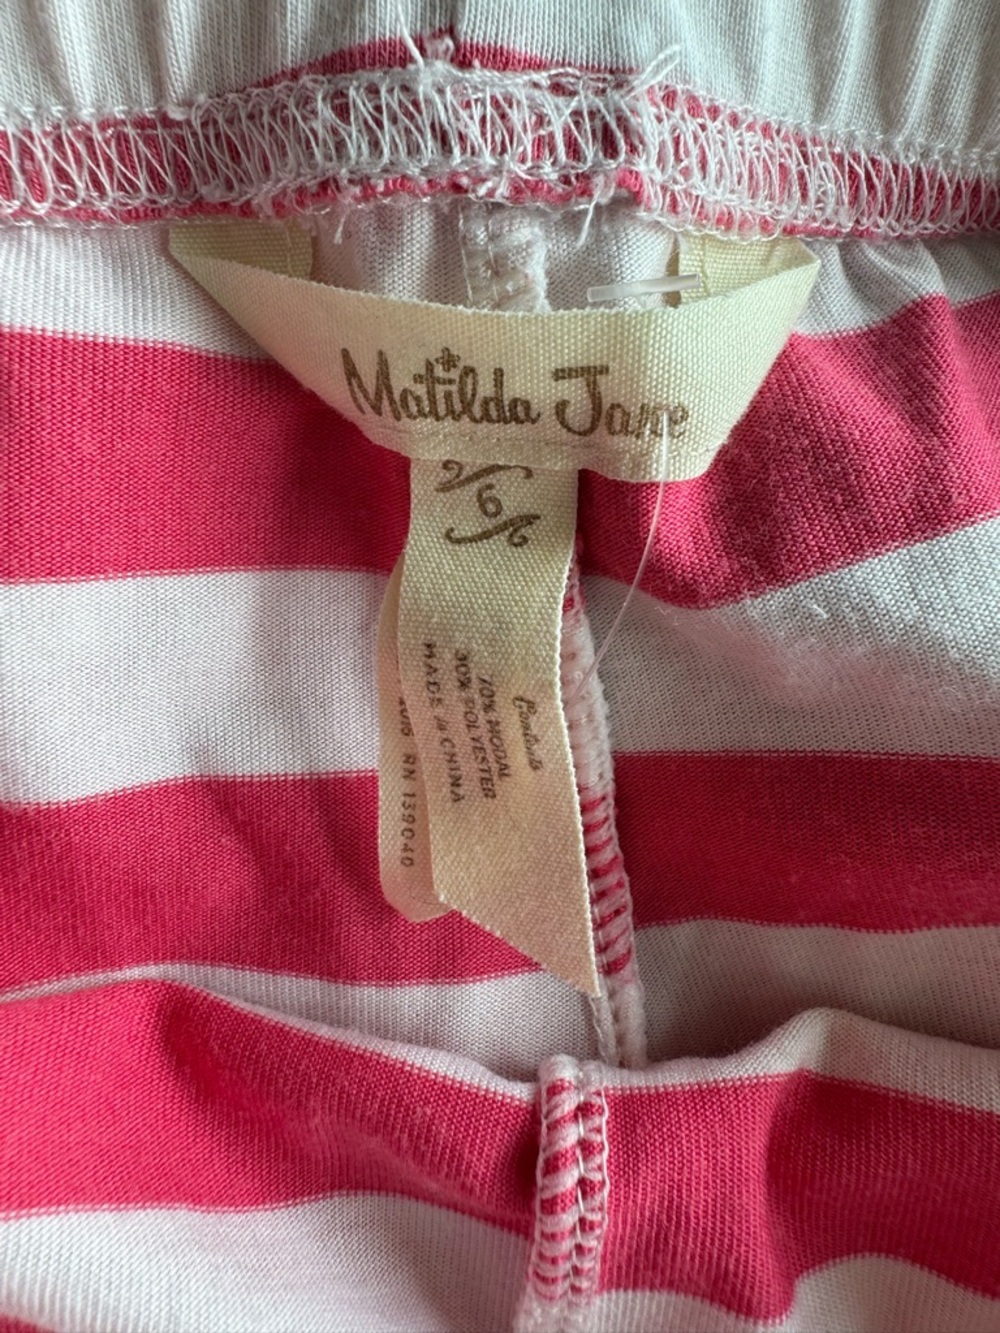 Matilda Jane
6
Contents
70% MODAL
30% POLYESTER
MADE in CHINA
RN 139040